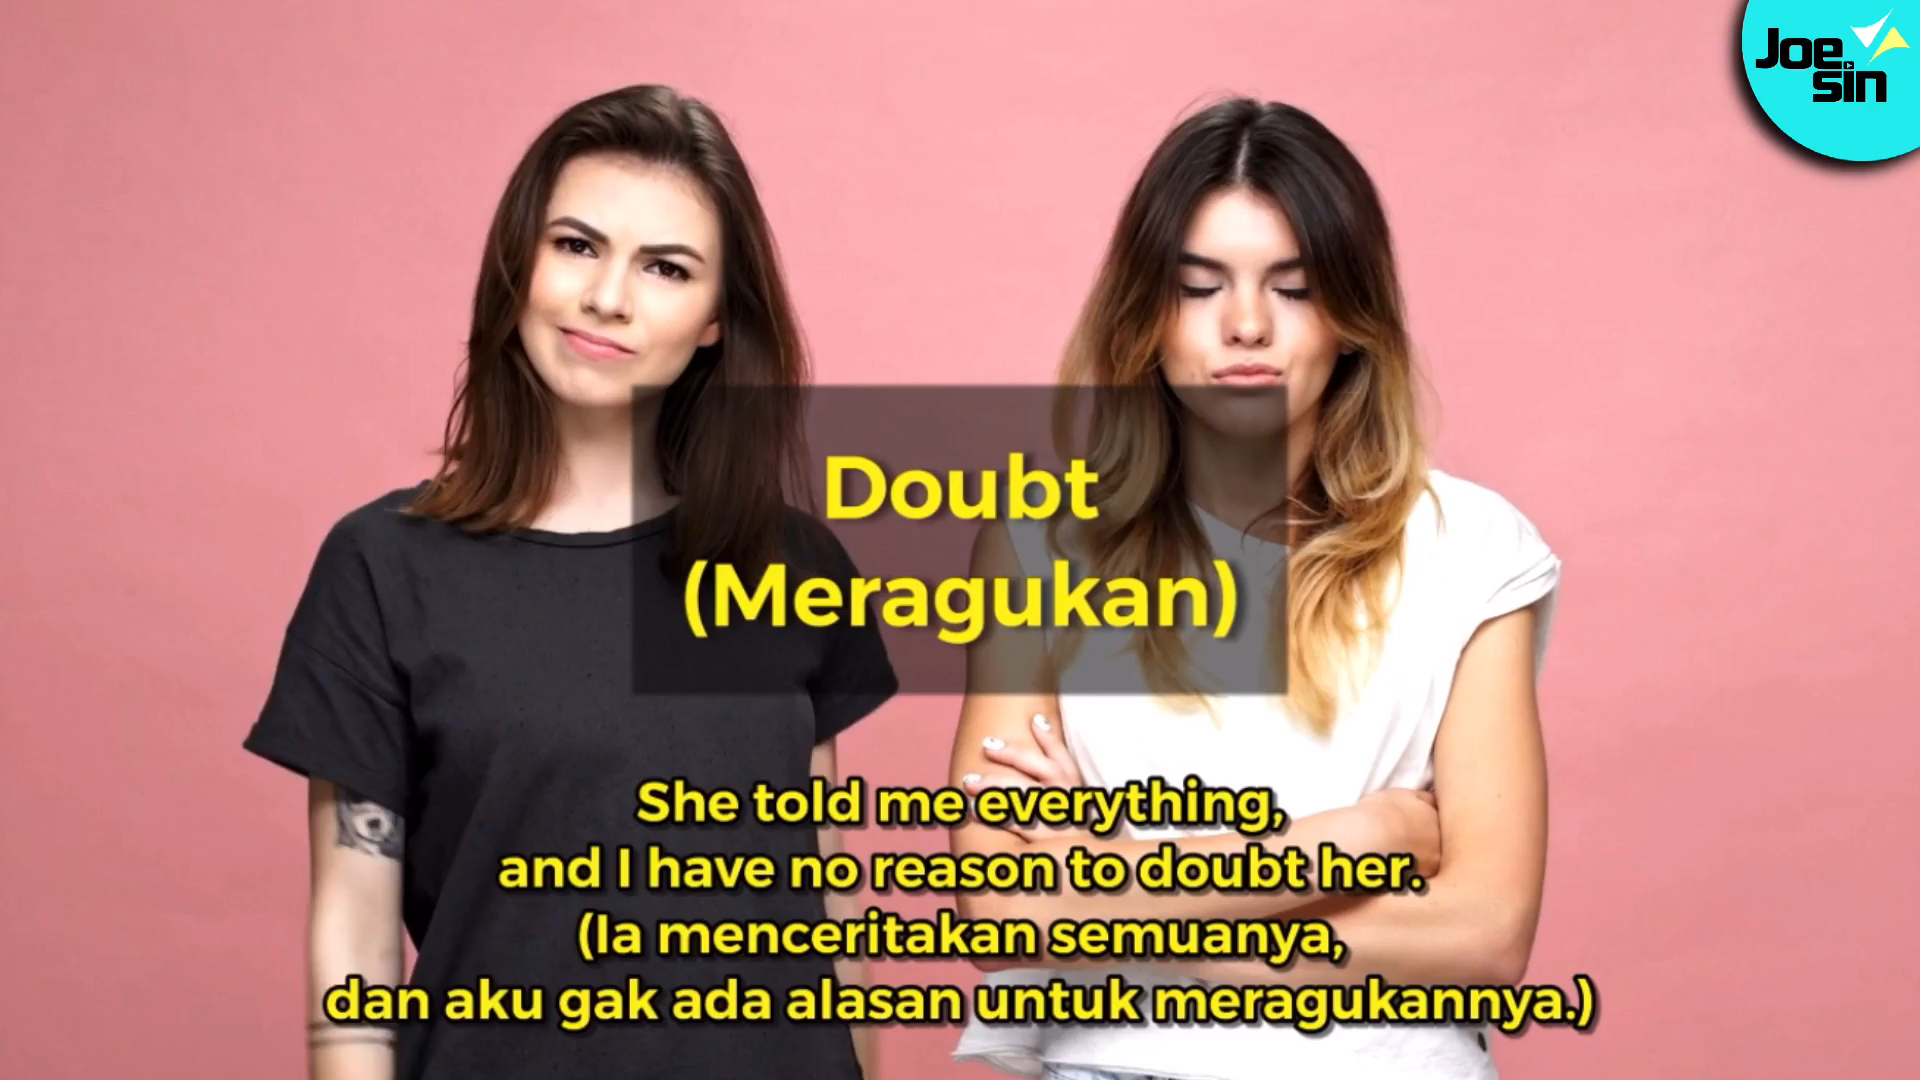 Joe
sin
Doubt
(Meragukan)
She told me everything,
and I have no reason to doubt her.
(Ia menceritakan semuanya,
dan aku gak ada alasan untuk meragukannya.)